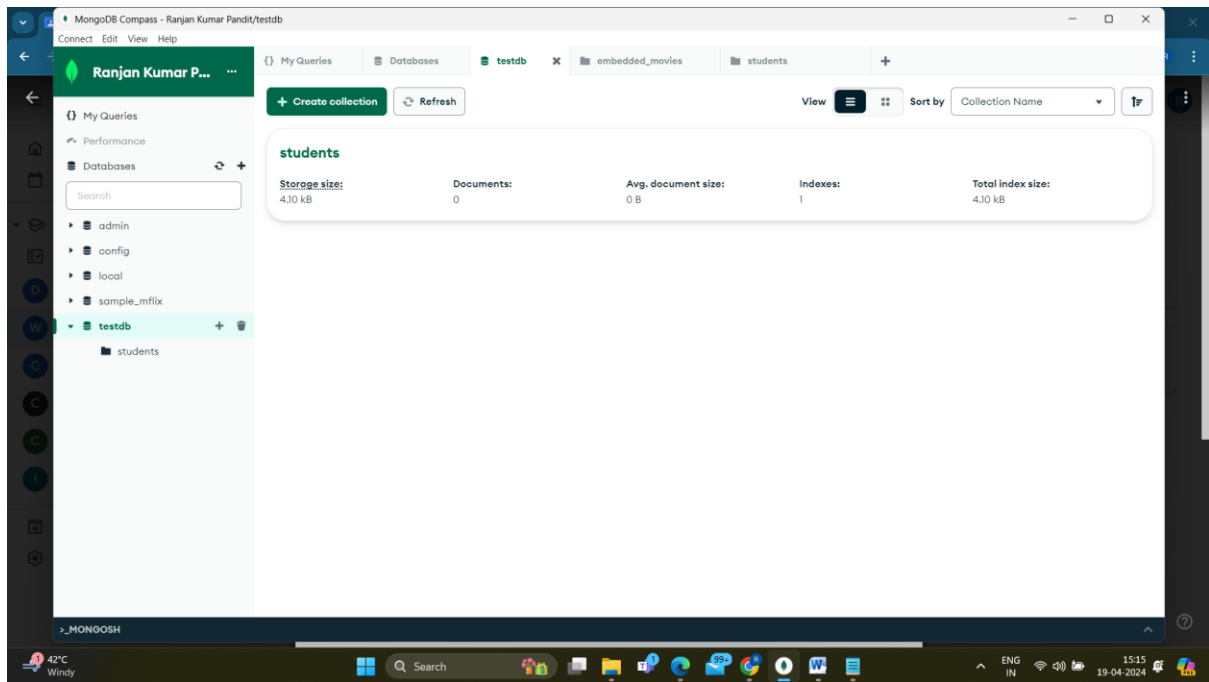 MongoDB Compass - Ranjan Kumar Pandit/testdb
Connect Edit View Help
Ranjan Kumar P... ...
{} My Queries
Performance
Databases
Search
admin
config
local
sample_mflix
testdb
students
{} My Queries Databases testdb embedded_movies students
Create collection Refresh View Sort by Collection Name
students
Storage size: Documents: Avg. document size: Indexes: Total index size:
4.10 kB 0 0 B 1 4.10 kB
>_MONGOSH
D
W
C
C
C
I
1 42°C
Windy
Search
99+
ENG
IN
15:15
19-04-2024